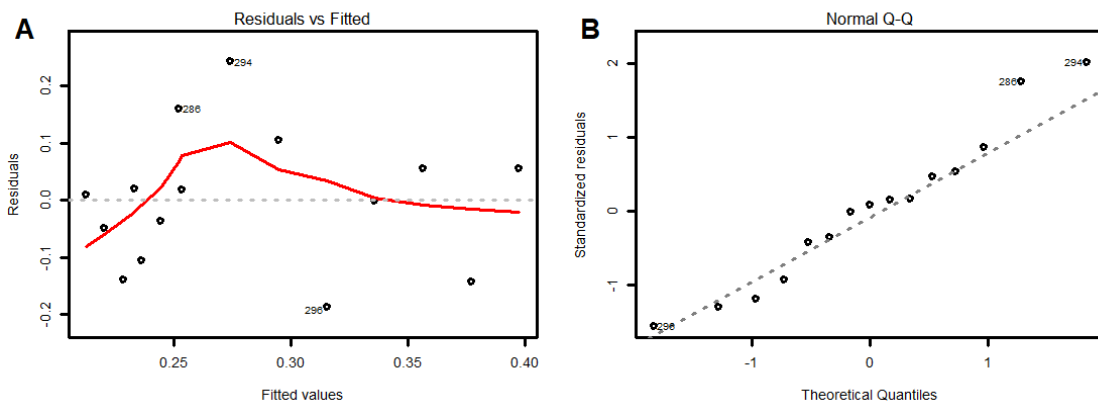 A
Residuals vs Fitted
Residuals
0.2
0.1
0.0
-0.1
-0.2
294
286
296
0.25 0.30 0.35 0.40
Fitted values
B
Normal Q-Q
Standardized residuals
2
1
0
-1
294
286
296
-1 0 1
Theoretical Quantiles